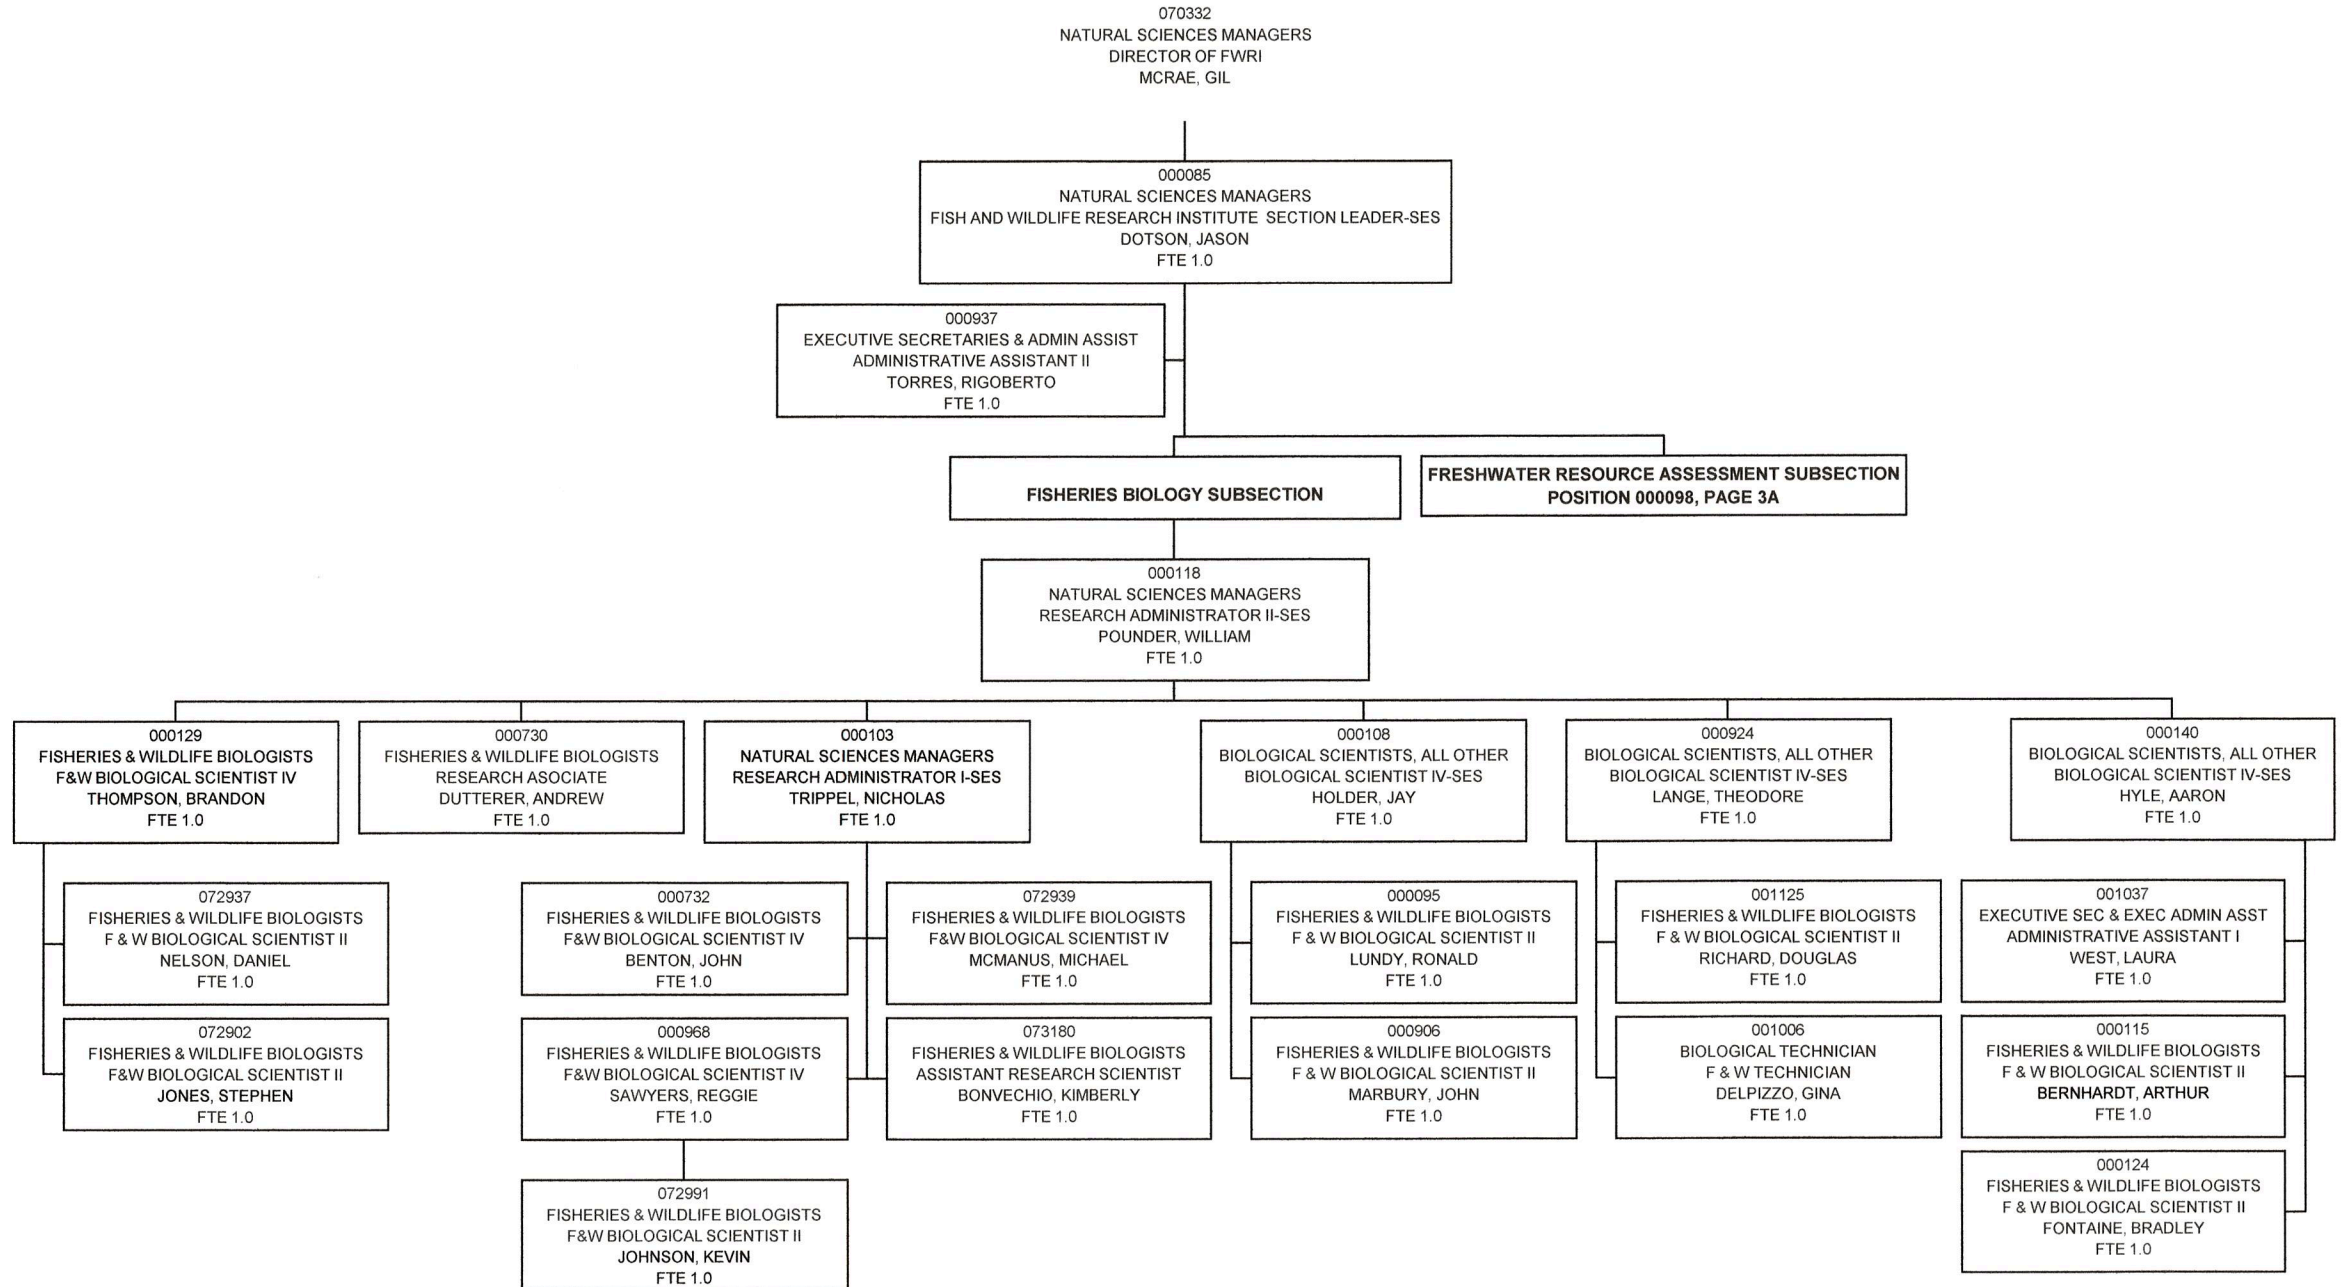 070332
NATURAL SCIENCES MANAGERS
DIRECTOR OF FWRI
MCRAE, GIL
000085
NATURAL SCIENCES MANAGERS
FISH AND WILDLIFE RESEARCH INSTITUTE SECTION LEADER-SES
DOTSON, JASON
FTE 1.0
000937
EXECUTIVE SECRETARIES & ADMIN ASSIST
ADMINISTRATIVE ASSISTANT II
TORRES, RIGOBERTO
FTE 1.0
FISHERIES BIOLOGY SUBSECTION
FRESHWATER RESOURCE ASSESSMENT SUBSECTION
POSITION 000098, PAGE 3A
000118
NATURAL SCIENCES MANAGERS
RESEARCH ADMINISTRATOR II-SES
POUNDER, WILLIAM
FTE 1.0
000129
FISHERIES & WILDLIFE BIOLOGISTS
F&W BIOLOGICAL SCIENTIST IV
THOMPSON, BRANDON
FTE 1.0
000730
FISHERIES & WILDLIFE BIOLOGISTS
RESEARCH ASOCIATE
DUTTERER, ANDREW
FTE 1.0
000103
NATURAL SCIENCES MANAGERS
RESEARCH ADMINISTRATOR I-SES
TRIPPEL, NICHOLAS
FTE 1.0
000108
BIOLOGICAL SCIENTISTS, ALL OTHER
BIOLOGICAL SCIENTIST IV-SES
HOLDER, JAY
FTE 1.0
000924
BIOLOGICAL SCIENTISTS, ALL OTHER
BIOLOGICAL SCIENTIST IV-SES
LANGE, THEODORE
FTE 1.0
000140
BIOLOGICAL SCIENTISTS, ALL OTHER
BIOLOGICAL SCIENTIST IV-SES
HYLE, AARON
FTE 1.0
072937
FISHERIES & WILDLIFE BIOLOGISTS
F & W BIOLOGICAL SCIENTIST II
NELSON, DANIEL
FTE 1.0
000732
FISHERIES & WILDLIFE BIOLOGISTS
F&W BIOLOGICAL SCIENTIST IV
BENTON, JOHN
FTE 1.0
072939
FISHERIES & WILDLIFE BIOLOGISTS
F&W BIOLOGICAL SCIENTIST IV
MCMANUS, MICHAEL
FTE 1.0
000095
FISHERIES & WILDLIFE BIOLOGISTS
F & W BIOLOGICAL SCIENTIST II
LUNDY, RONALD
FTE 1.0
001125
FISHERIES & WILDLIFE BIOLOGISTS
F & W BIOLOGICAL SCIENTIST II
RICHARD, DOUGLAS
FTE 1.0
001037
EXECUTIVE SEC & EXEC ADMIN ASST
ADMINISTRATIVE ASSISTANT I
WEST, LAURA
FTE 1.0
072902
FISHERIES & WILDLIFE BIOLOGISTS
F&W BIOLOGICAL SCIENTIST II
JONES, STEPHEN
FTE 1.0
000968
FISHERIES & WILDLIFE BIOLOGISTS
F&W BIOLOGICAL SCIENTIST IV
SAWYERS, REGGIE
FTE 1.0
073180
FISHERIES & WILDLIFE BIOLOGISTS
ASSISTANT RESEARCH SCIENTIST
BONVECHIO, KIMBERLY
FTE 1.0
000906
FISHERIES & WILDLIFE BIOLOGISTS
F & W BIOLOGICAL SCIENTIST II
MARBURY, JOHN
FTE 1.0
001006
BIOLOGICAL TECHNICIAN
F & W TECHNICIAN
DELPIZZO, GINA
FTE 1.0
000115
FISHERIES & WILDLIFE BIOLOGISTS
F & W BIOLOGICAL SCIENTIST II
BERNHARDT, ARTHUR
FTE 1.0
072991
FISHERIES & WILDLIFE BIOLOGISTS
F&W BIOLOGICAL SCIENTIST II
JOHNSON, KEVIN
FTE 1.0
000124
FISHERIES & WILDLIFE BIOLOGISTS
F & W BIOLOGICAL SCIENTIST II
FONTAINE, BRADLEY
FTE 1.0